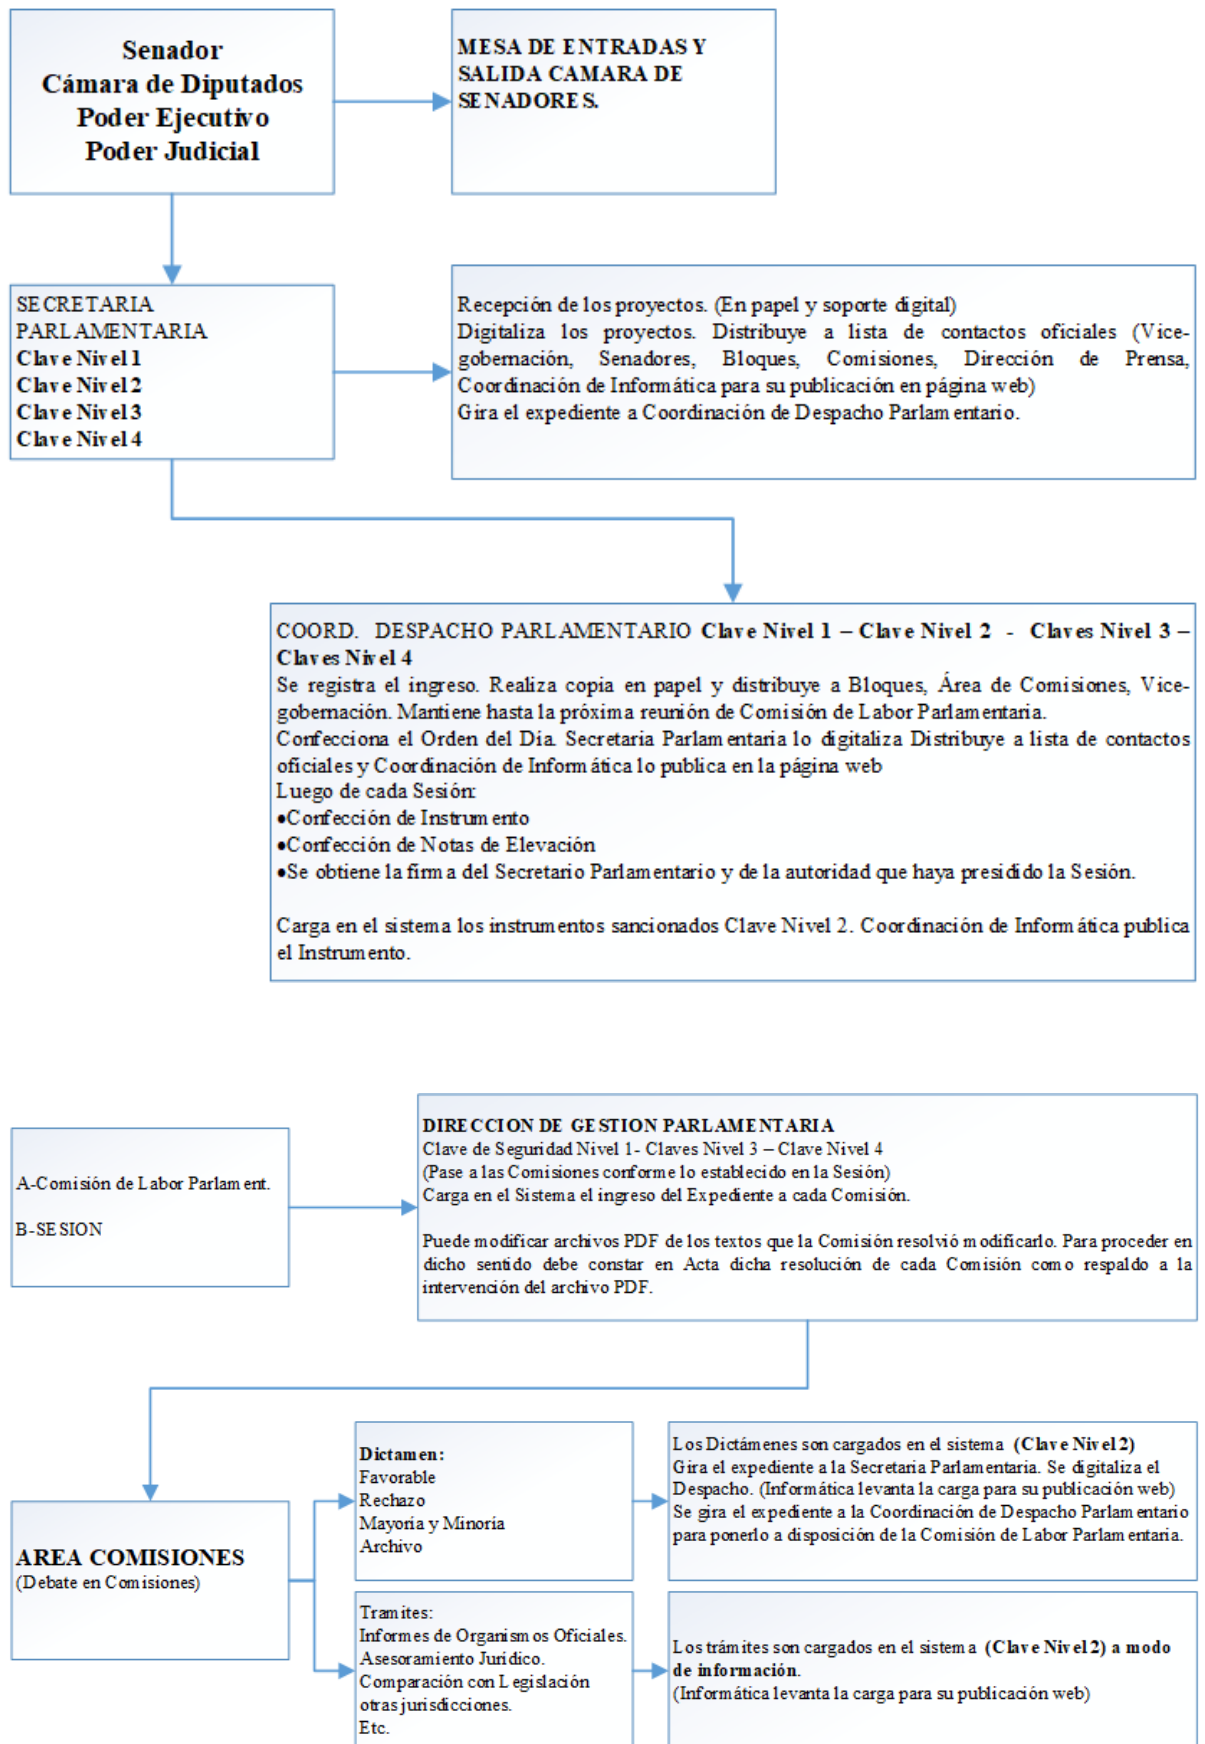 Senador
Cámara de Diputados
Poder Ejecutivo
Poder Judicial
MESA DE ENTRADAS Y
SALIDA CAMARA DE
SENADORES.
SECRETARIA
PARLAMENTARIA
Clave Nivel 1
Clave Nivel 2
Clave Nivel 3
Clave Nivel 4
Recepción de los proyectos. (En papel y soporte digital)
Digitaliza los proyectos. Distribuye a lista de contactos oficiales (Vice-
gobernación, Senadores, Bloques, Comisiones, Dirección de Prensa,
Coordinación de Informática para su publicación en página web)
Gira el expediente a Coordinación de Despacho Parlamentario.
COORD. DESPACHO PARLAMENTARIO Clave Nivel 1 – Clave Nivel 2 - Claves Nivel 3 –
Claves Nivel 4
Se registra el ingreso. Realiza copia en papel y distribuye a Bloques, Área de Comisiones, Vice-
gobernación. Mantiene hasta la próxima reunión de Comisión de Labor Parlamentaria.
Confecciona el Orden del Día. Secretaria Parlamentaria lo digitaliza Distribuye a lista de contactos
oficiales y Coordinación de Informática lo publica en la página web
Luego de cada Sesión:
•Confección de Instrumento
•Confección de Notas de Elevación
•Se obtiene la firma del Secretario Parlamentario y de la autoridad que haya presidido la Sesión.
Carga en el sistema los instrumentos sancionados Clave Nivel 2. Coordinación de Informática publica
el Instrumento.
A-Comisión de Labor Parlament.
B-SESION
DIRECCION DE GESTION PARLAMENTARIA
Clave de Seguridad Nivel 1- Claves Nivel 3 – Clave Nivel 4
(Pase a las Comisiones conforme lo establecido en la Sesión)
Carga en el Sistema el ingreso del Expediente a cada Comisión.
Puede modificar archivos PDF de los textos que la Comisión resolvió modificarlo. Para proceder en
dicho sentido debe constar en Acta dicha resolución de cada Comisión como respaldo a la
intervención del archivo PDF.
AREA COMISIONES
(Debate en Comisiones)
Dictamen:
Favorable
Rechazo
Mayoría y Minoría
Archivo
Los Dictámenes son cargados en el sistema (Clave Nivel 2)
Gira el expediente a la Secretaria Parlamentaria. Se digitaliza el
Despacho. (Informática levanta la carga para su publicación web)
Se gira el expediente a la Coordinación de Despacho Parlamentario
para ponerlo a disposición de la Comisión de Labor Parlamentaria.
Tramites:
Informes de Organismos Oficiales.
Asesoramiento Jurídico.
Comparación con Legislación
otras jurisdicciones.
Etc.
Los trámites son cargados en el sistema (Clave Nivel 2) a modo
de información.
(Informática levanta la carga para su publicación web)